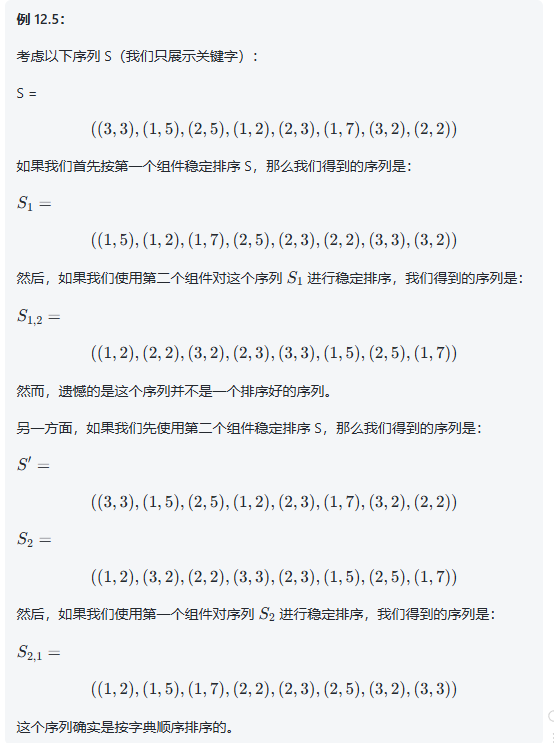 例 12.5：
考虑以下序列 S（我们只展示关键字）：
S =
((3, 3), (1, 5), (2, 5), (1, 2), (2, 3), (1, 7), (3, 2), (2, 2))
如果我们首先按第一个组件稳定排序 S，那么我们得到的序列是：
S₁ =
((1, 5), (1, 2), (1, 7), (2, 5), (2, 3), (2, 2), (3, 3), (3, 2))
然后，如果我们使用第二个组件对这个序列 S₁ 进行稳定排序，我们得到的序列是：
S₁,₂ =
((1, 2), (2, 2), (3, 2), (2, 3), (3, 3), (1, 5), (2, 5), (1, 7))
然而，遗憾的是这个序列并不是一个排序好的序列。
另一方面，如果我们先使用第二个组件稳定排序 S，那么我们得到的序列是：
S′ =
((3, 3), (1, 5), (2, 5), (1, 2), (2, 3), (1, 7), (3, 2), (2, 2))
S₂ =
((1, 2), (3, 2), (2, 2), (3, 3), (2, 3), (1, 5), (2, 5), (1, 7))
然后，如果我们使用第一个组件对序列 S₂ 进行稳定排序，我们得到的序列是：
S₂,₁ =
((1, 2), (1, 5), (1, 7), (2, 2), (2, 3), (2, 5), (3, 2), (3, 3))
这个序列确实是按字典顺序排序的。